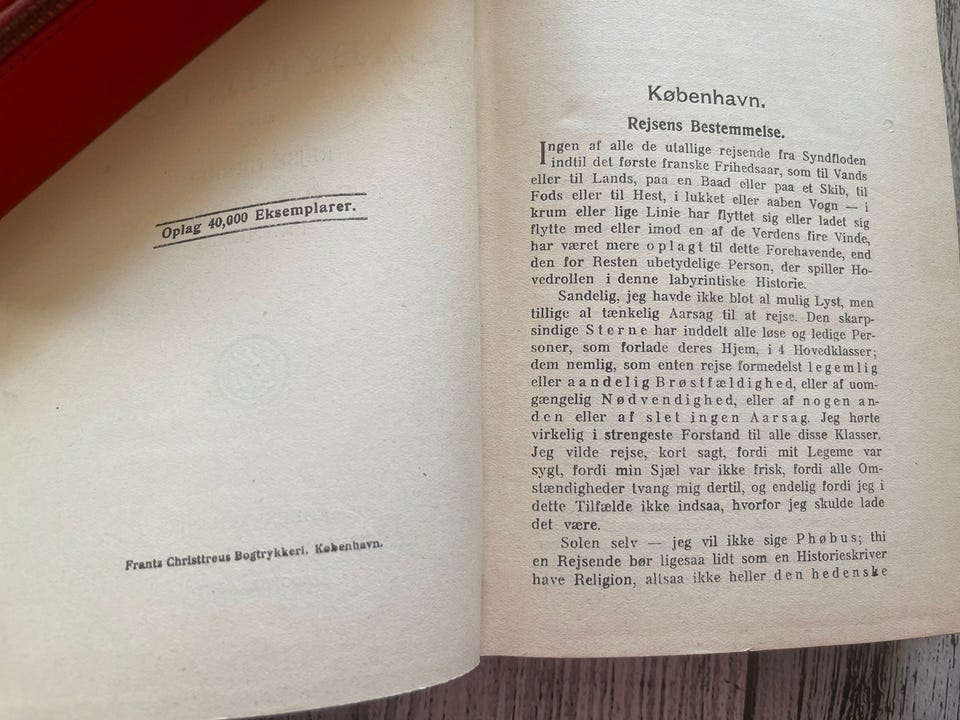 Oplag 40,000 Eksemplarer.
Frantz Christtreus Bogtrykkeri, København.
København.
Rejsens Bestemmelse.
Ingen af alle de utallige rejsende fra Syndfloden
indtil det første franske Frihedsaar, som til Vands
eller til Lands, paa en Baad eller paa et Skib, til
Fods eller til Hest, i lukket eller aaben Vogn — i
krum eller lige Linie har flyttet sig eller ladet sig
flytte med eller imod en af de Verdens fire Vinde,
har været mere oplagt til dette Forehavende, end
den for Resten ubetydelige Person, der spiller Ho-
vedrollen i denne labyrintiske Historie.
Sandelig, jeg havde ikke blot al mulig Lyst, men
tillige al tænkelig Aarsag til at rejse. Den skarp-
sindige Sterne har inddelt alle løse og ledige Per-
soner, som forlade deres Hjem, i 4 Hovedklasser;
dem nemlig, som enten rejse formedelst legemlig
eller aandelig Brøstfældighed, eller af uom-
gængelig Nødvendighed, eller af nogen an-
den eller af slet ingen Aarsag. Jeg hørte
virkelig i strengeste Forstand til alle disse Klasser.
Jeg vilde rejse, kort sagt, fordi mit Legeme var
sygt, fordi min Sjæl var ikke frisk, fordi alle Om-
stændigheder tvang mig dertil, og endelig fordi jeg i
dette Tilfælde ikke indsaa, hvorfor jeg skulde lade
det være.
Solen selv — jeg vil ikke sige Phøbus; thi
en Rejsende bør ligesaa lidt som en Historieskriver
have Religion, altsaa ikke heller den hedenske